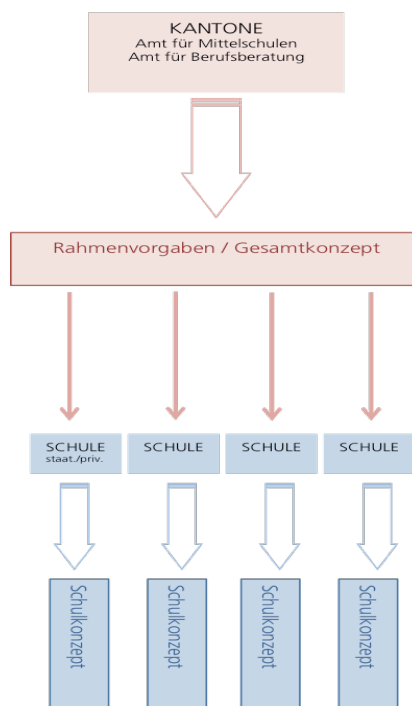 KANTONE
Amt für Mittelschulen
Amt für Berufsberatung
Rahmenvorgaben / Gesamtkonzept
SCHULE
staat./priv.
SCHULE
SCHULE
SCHULE
Schulkonzept
Schulkonzept
Schulkonzept
Schulkonzept